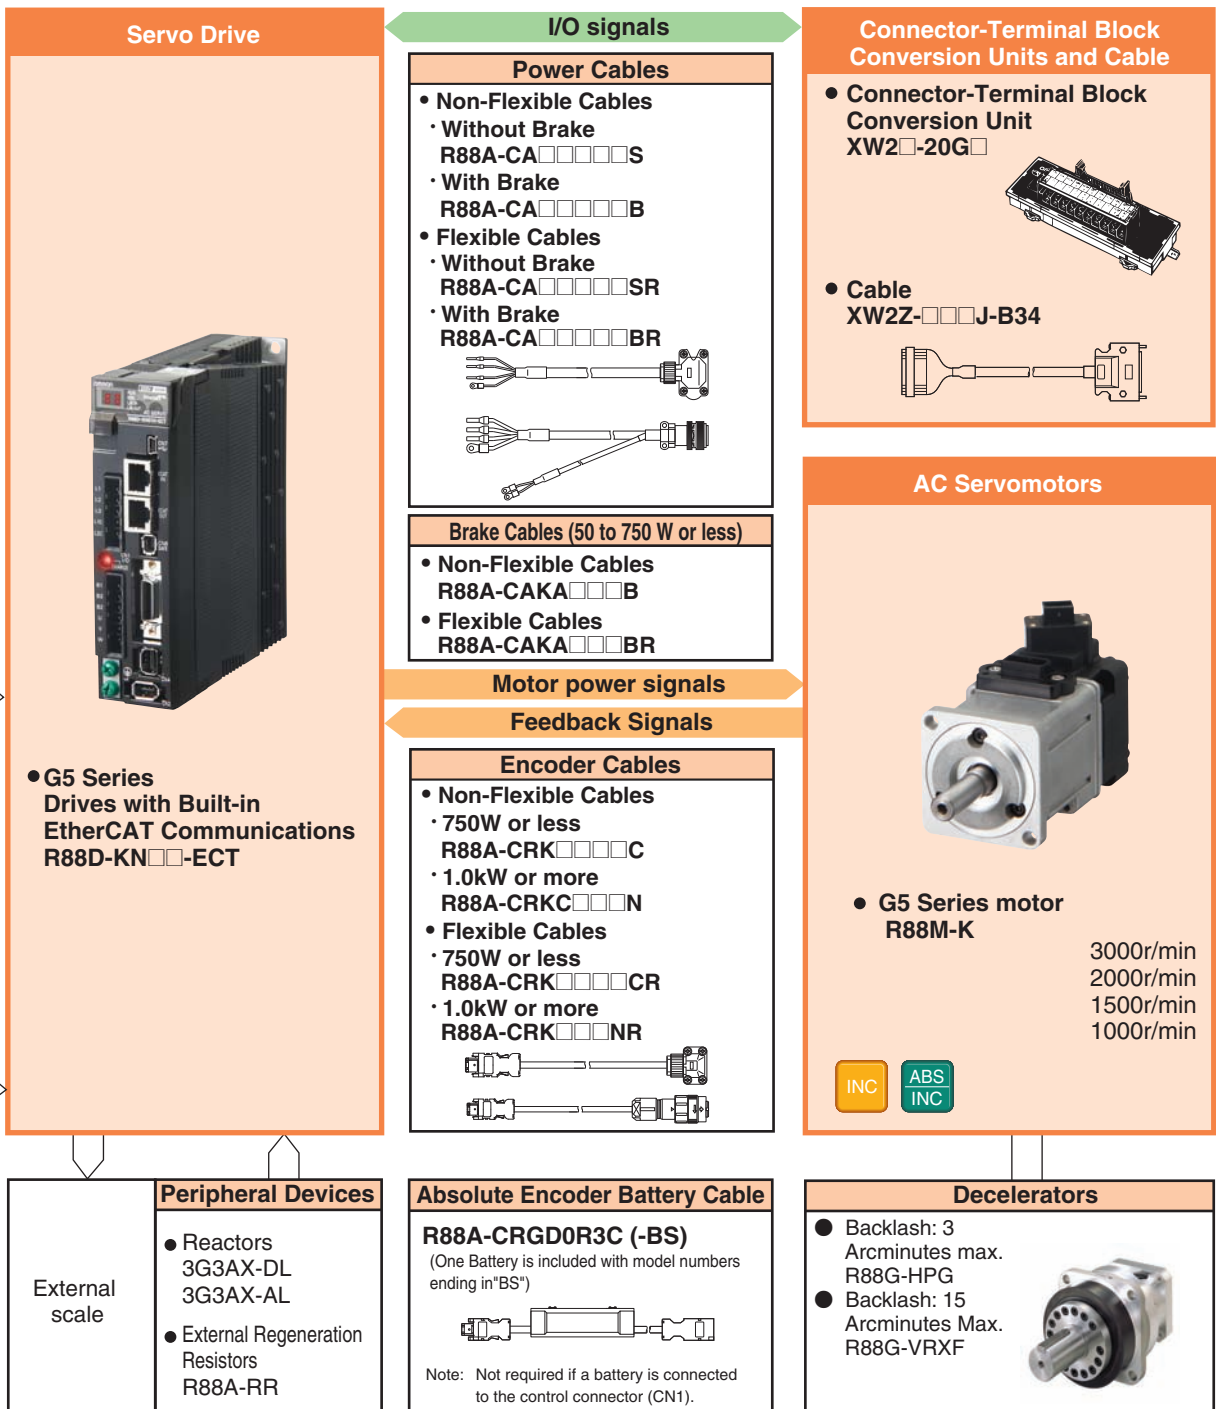 Servo Drive
• G5 Series
Drives with Built-in
EtherCAT Communications
R88D-KN□□-ECT
I/O signals
Power Cables
• Non-Flexible Cables
· Without Brake
R88A-CA□□□□□S
· With Brake
R88A-CA□□□□□B
• Flexible Cables
· Without Brake
R88A-CA□□□□□SR
· With Brake
R88A-CA□□□□□BR
Brake Cables (50 to 750 W or less)
• Non-Flexible Cables
R88A-CAKA□□□B
• Flexible Cables
R88A-CAKA□□□BR
Motor power signals
Feedback Signals
Encoder Cables
• Non-Flexible Cables
· 750W or less
R88A-CRK□□□□C
· 1.0kW or more
R88A-CRKC□□□N
• Flexible Cables
· 750W or less
R88A-CRK□□□□CR
· 1.0kW or more
R88A-CRK□□□NR
Connector-Terminal Block
Conversion Units and Cable
• Connector-Terminal Block
Conversion Unit
XW2□-20G□
• Cable
XW2Z-□□□J-B34
AC Servomotors
• G5 Series motor
R88M-K
3000r/min
2000r/min
1500r/min
1000r/min
INC
ABS
INC
External
scale
Peripheral Devices
• Reactors
3G3AX-DL
3G3AX-AL
• External Regeneration
Resistors
R88A-RR
Absolute Encoder Battery Cable
R88A-CRGD0R3C (-BS)
(One Battery is included with model numbers
ending in"BS")
Note: Not required if a battery is connected
to the control connector (CN1).
Decelerators
● Backlash: 3
Arcminutes max.
R88G-HPG
● Backlash: 15
Arcminutes Max.
R88G-VRXF